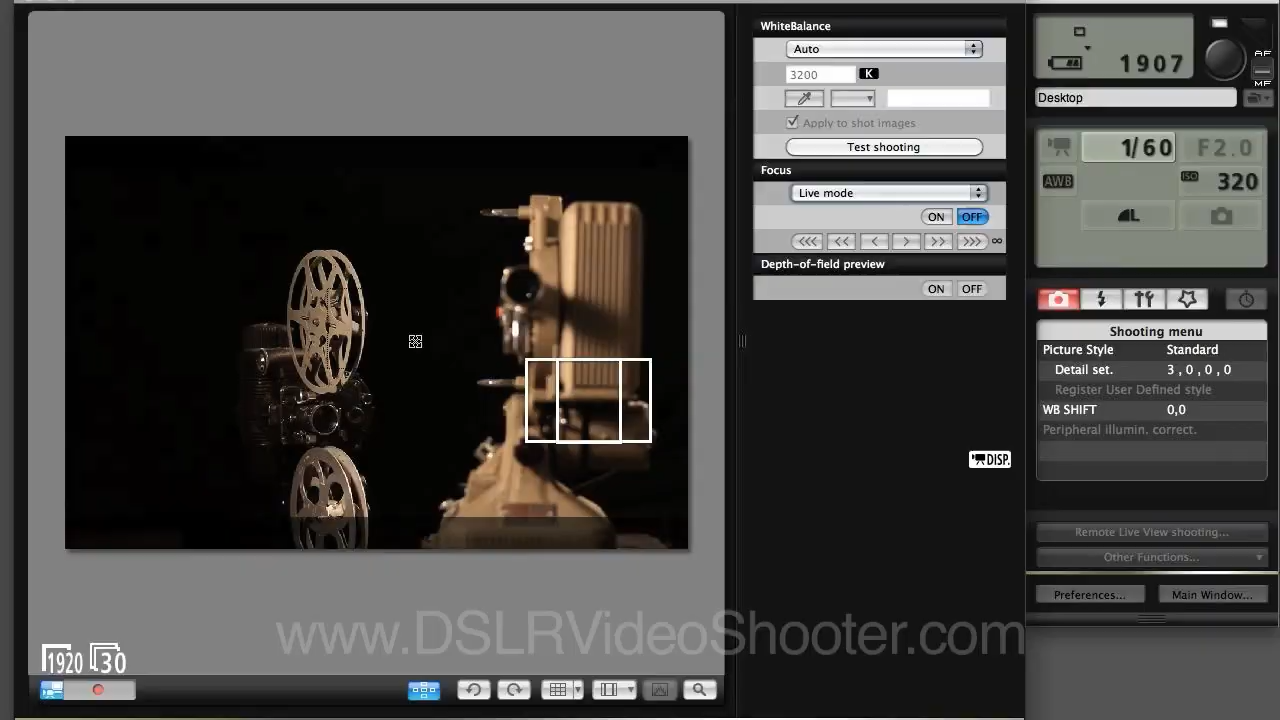 WhiteBalance
Auto
3200 K
Apply to shot images
Test shooting
Focus
Live mode
ON OFF
<<< << < > >> >>> ∞
Depth-of-field preview
ON OFF
DISP.
1907
AF
MF
Desktop
1/60 F2.0
AWB ISO 320
L
Shooting menu
Picture Style Standard
Detail set. 3 , 0 , 0 , 0
Register User Defined style
WB SHIFT 0,0
Peripheral illumin. correct.
Remote Live View shooting...
Other Functions...
Preferences... Main Window...
www.DSLRVideoShooter.com
1920 30